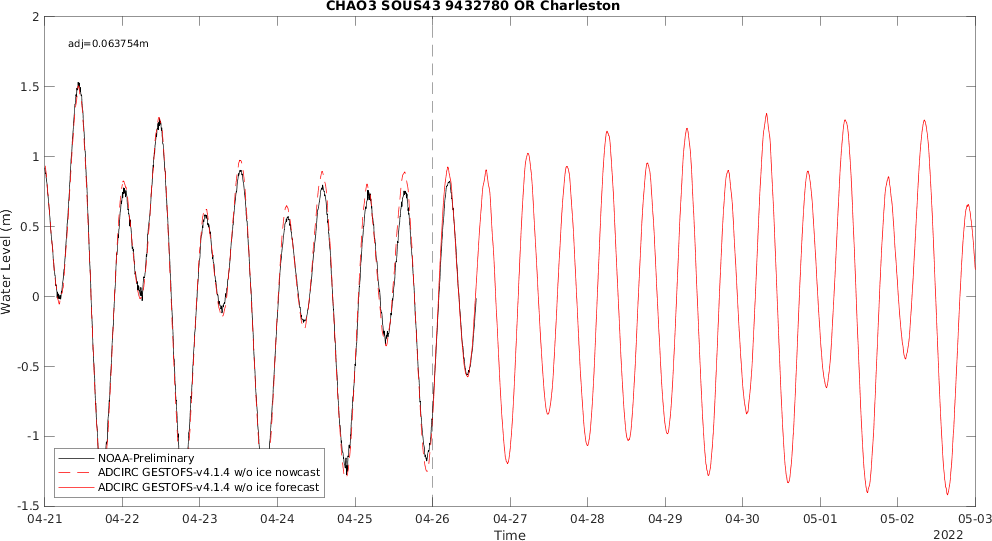 CHAO3 SOUS43 9432780 OR Charleston
adj=0.063754m
2
1.5
1
0.5
0
-0.5
-1
-1.5
Water Level (m)
NOAA-Preliminary
ADCIRC GESTOFS-v4.1.4 w/o ice nowcast
ADCIRC GESTOFS-v4.1.4 w/o ice forecast
04-21 04-22 04-23 04-24 04-25 04-26 04-27 04-28 04-29 04-30 05-01 05-02 05-03
Time
2022